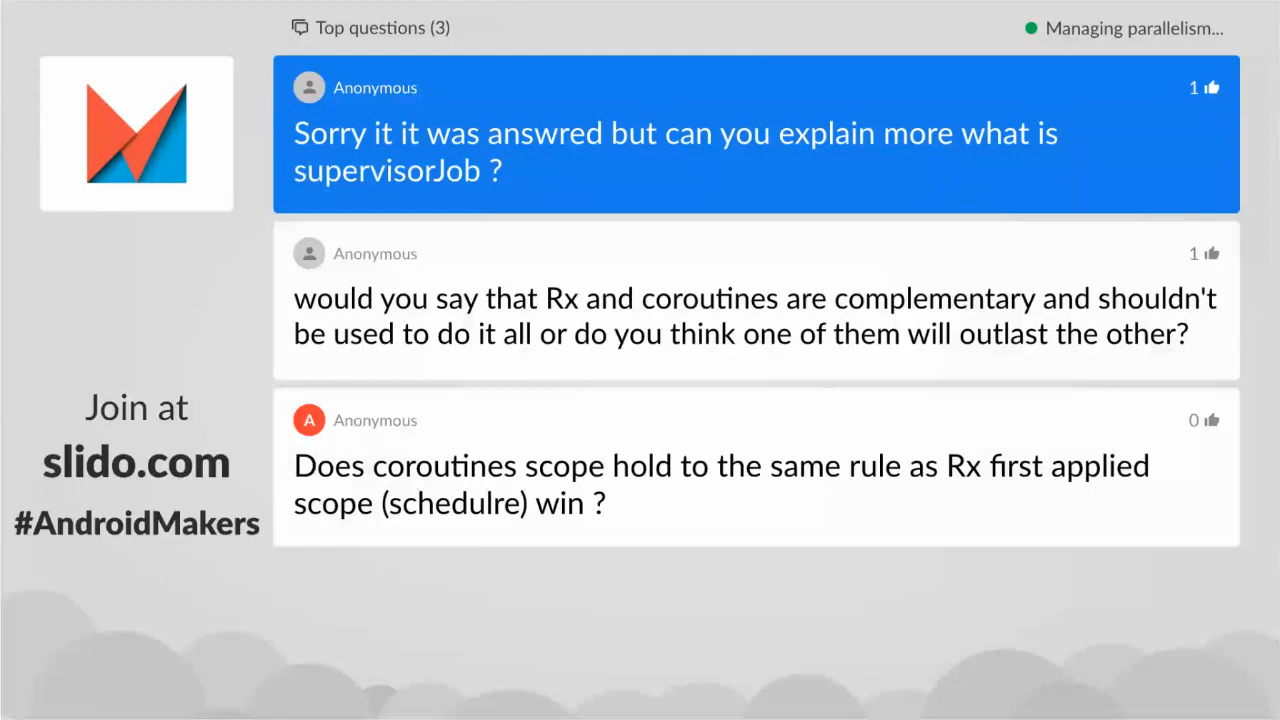 Top questions (3)
Managing parallelism...
Anonymous
1
Sorry it it was answred but can you explain more what is
supervisorJob ?
Anonymous
1
would you say that Rx and coroutines are complementary and shouldn't
be used to do it all or do you think one of them will outlast the other?
A Anonymous
0
Does coroutines scope hold to the same rule as Rx first applied
scope (schedulre) win ?
Join at
slido.com
#AndroidMakers